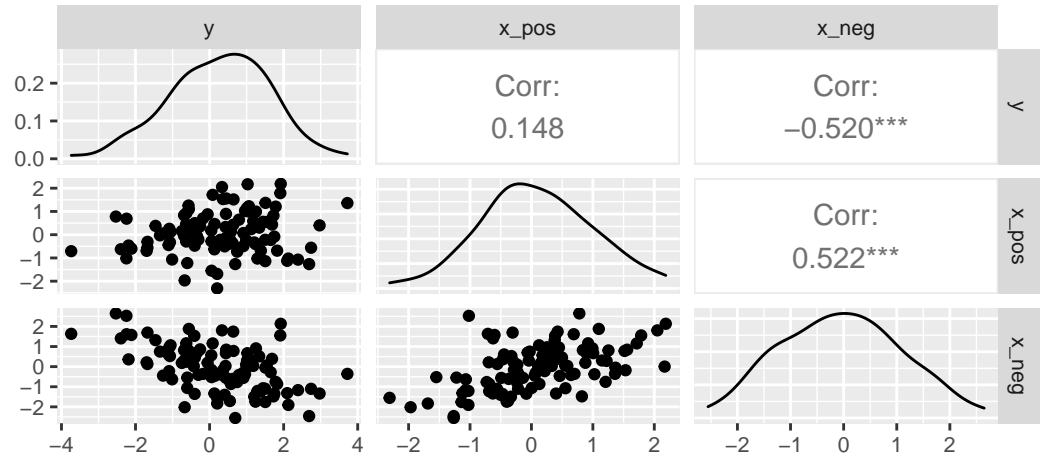 y x_pos x_neg
0.2
0.1
0.0
Corr:
0.148
Corr:
−0.520***
y
2
1
0
−1
−2
Corr:
0.522***
x_pos
2
1
0
−1
−2
x_neg
−4 −2 0 2 4 −2 −1 0 1 2 −2 −1 0 1 2